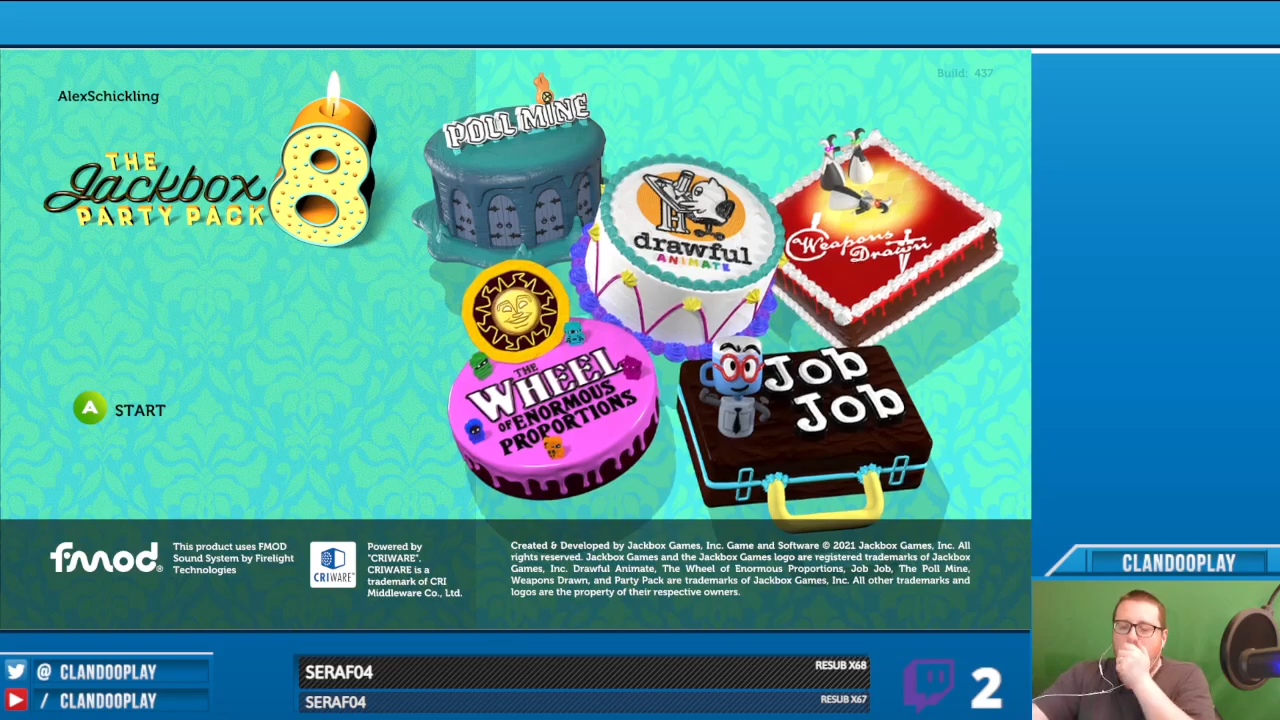 Build: 437
AlexSchickling
THE
Jackbox
PARTY PACK
8
POLL MINE
drawful
ANIMATE
Weapons
Drawn
THE
WHEEL
OF ENORMOUS
PROPORTIONS
Job
Job
A START
fmod®
This product uses FMOD
Sound System by Firelight
Technologies
CRIWARE™
Powered by
"CRIWARE".
CRIWARE is a
trademark of CRI
Middleware Co., Ltd.
Created & Developed by Jackbox Games, Inc. Game and Software © 2021 Jackbox Games, Inc. All
rights reserved. Jackbox Games and the Jackbox Games logo are registered trademarks of Jackbox
Games, Inc. Drawful Animate, The Wheel of Enormous Proportions, Job Job, The Poll Mine,
Weapons Drawn, and Party Pack are trademarks of Jackbox Games, Inc. All other trademarks and
logos are the property of their respective owners.
CLANDOOPLAY
@ CLANDOOPLAY
/ CLANDOOPLAY
SERAF04 RESUB X68
SERAF04 RESUB X67
2